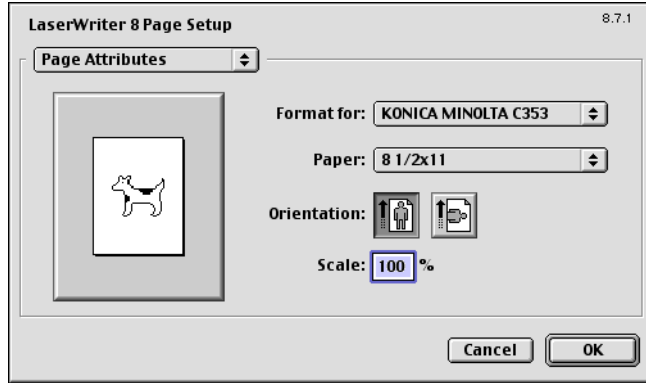 LaserWriter 8 Page Setup
8.7.1
Page Attributes
Format for: KONICA MINOLTA C353
Paper: 8 1/2x11
Orientation:
Scale: 100 %
Cancel OK